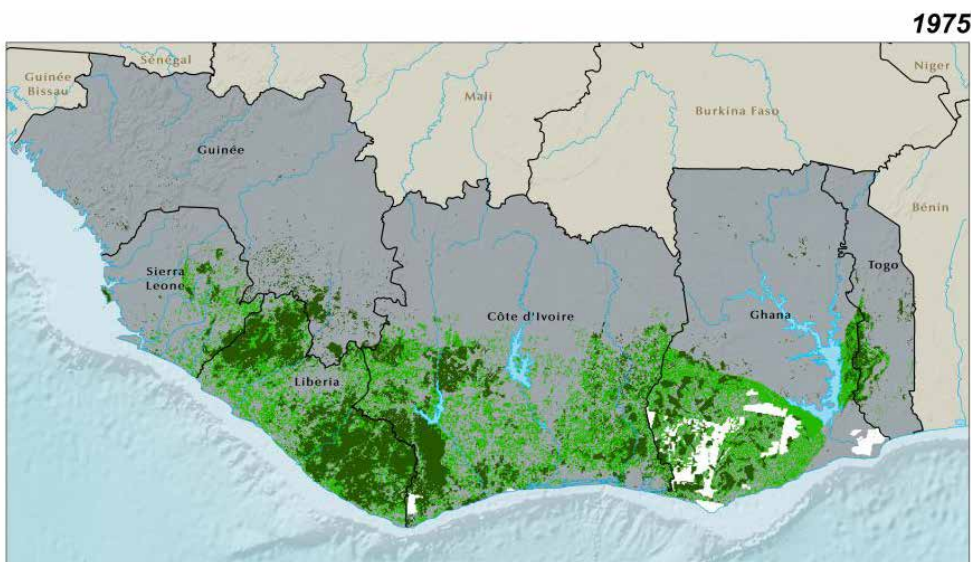 1975
Sénégal
Niger
Guinée
Bissau
Mali
Burkina Faso
Guinée
Bénin
Sierra
Leone
Togo
Côte d'Ivoire
Ghana
Liberia